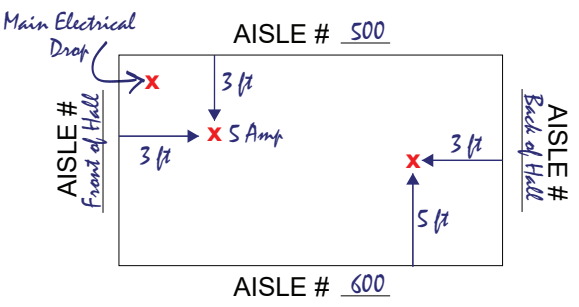 Main Electrical
Drop
AISLE # 500
X
3 ft
AISLE #
Front of Hall
X 5 Amp
3 ft
X
3 ft
5 ft
AISLE #
Back of Hall
AISLE # 600